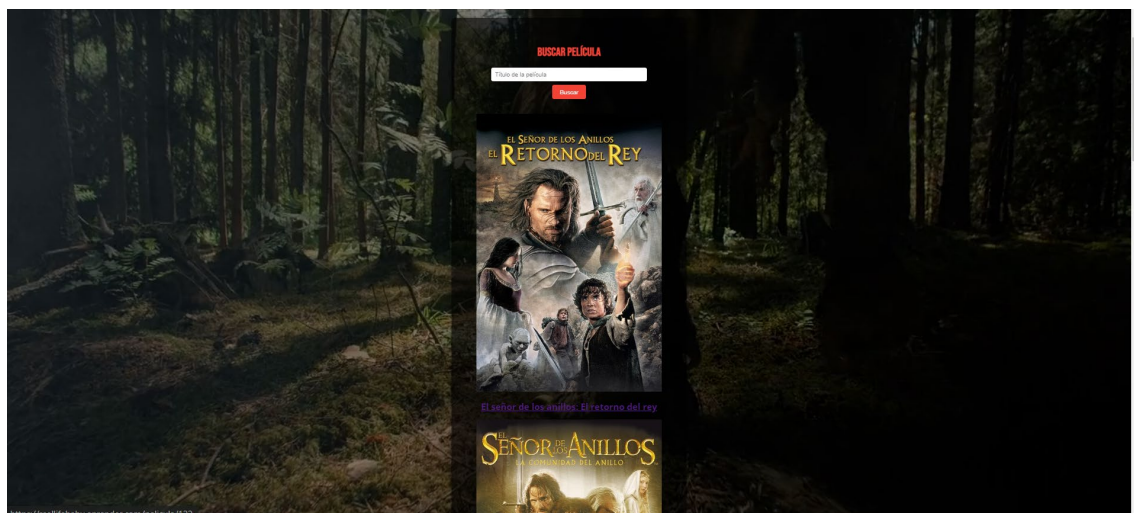 BUSCAR PELÍCULA
Título de la película
Buscar
EL SEÑOR DE LOS ANILLOS
EL RETORNO DEL REY
El señor de los anillos: El retorno del rey
EL
SEÑOR DE LOS ANILLOS
LA COMUNIDAD DEL ANILLO